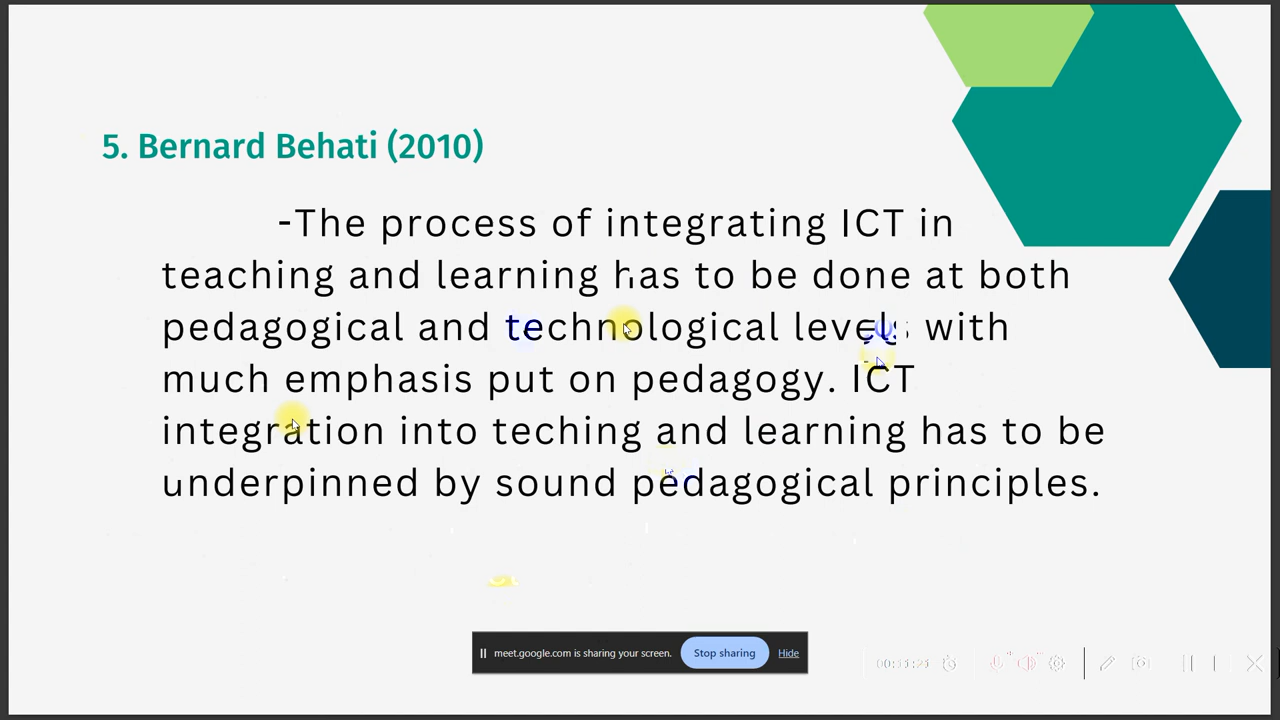 5. Bernard Behati (2010)
-The process of integrating ICT in
teaching and learning has to be done at both
pedagogical and technological levels with
much emphasis put on pedagogy. ICT
integration into teching and learning has to be
underpinned by sound pedagogical principles.
meet.google.com is sharing your screen. Stop sharing Hide